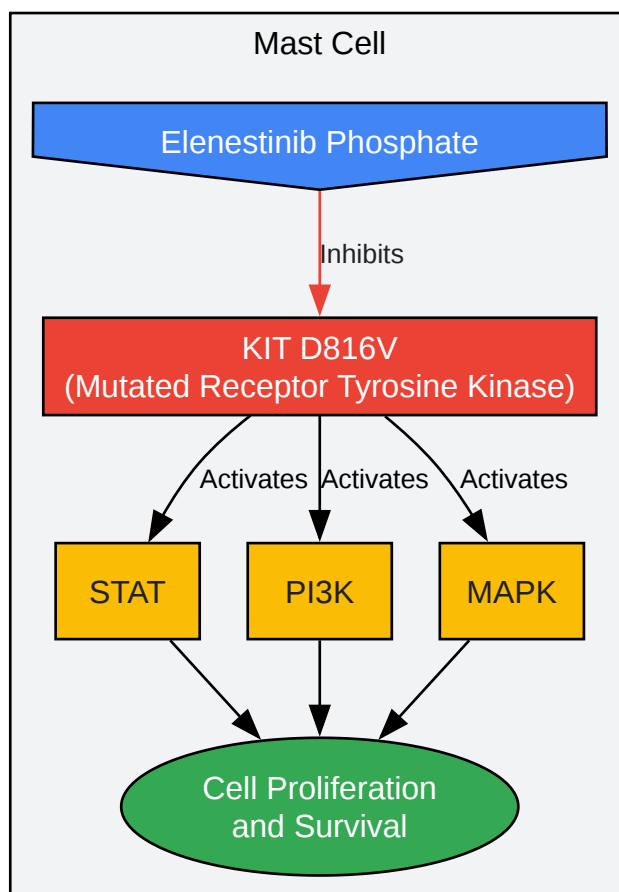 Mast Cell
Elenestinib Phosphate
Inhibits
KIT D816V
(Mutated Receptor Tyrosine Kinase)
Activates
Activates
Activates
STAT
PI3K
MAPK
Cell Proliferation
and Survival